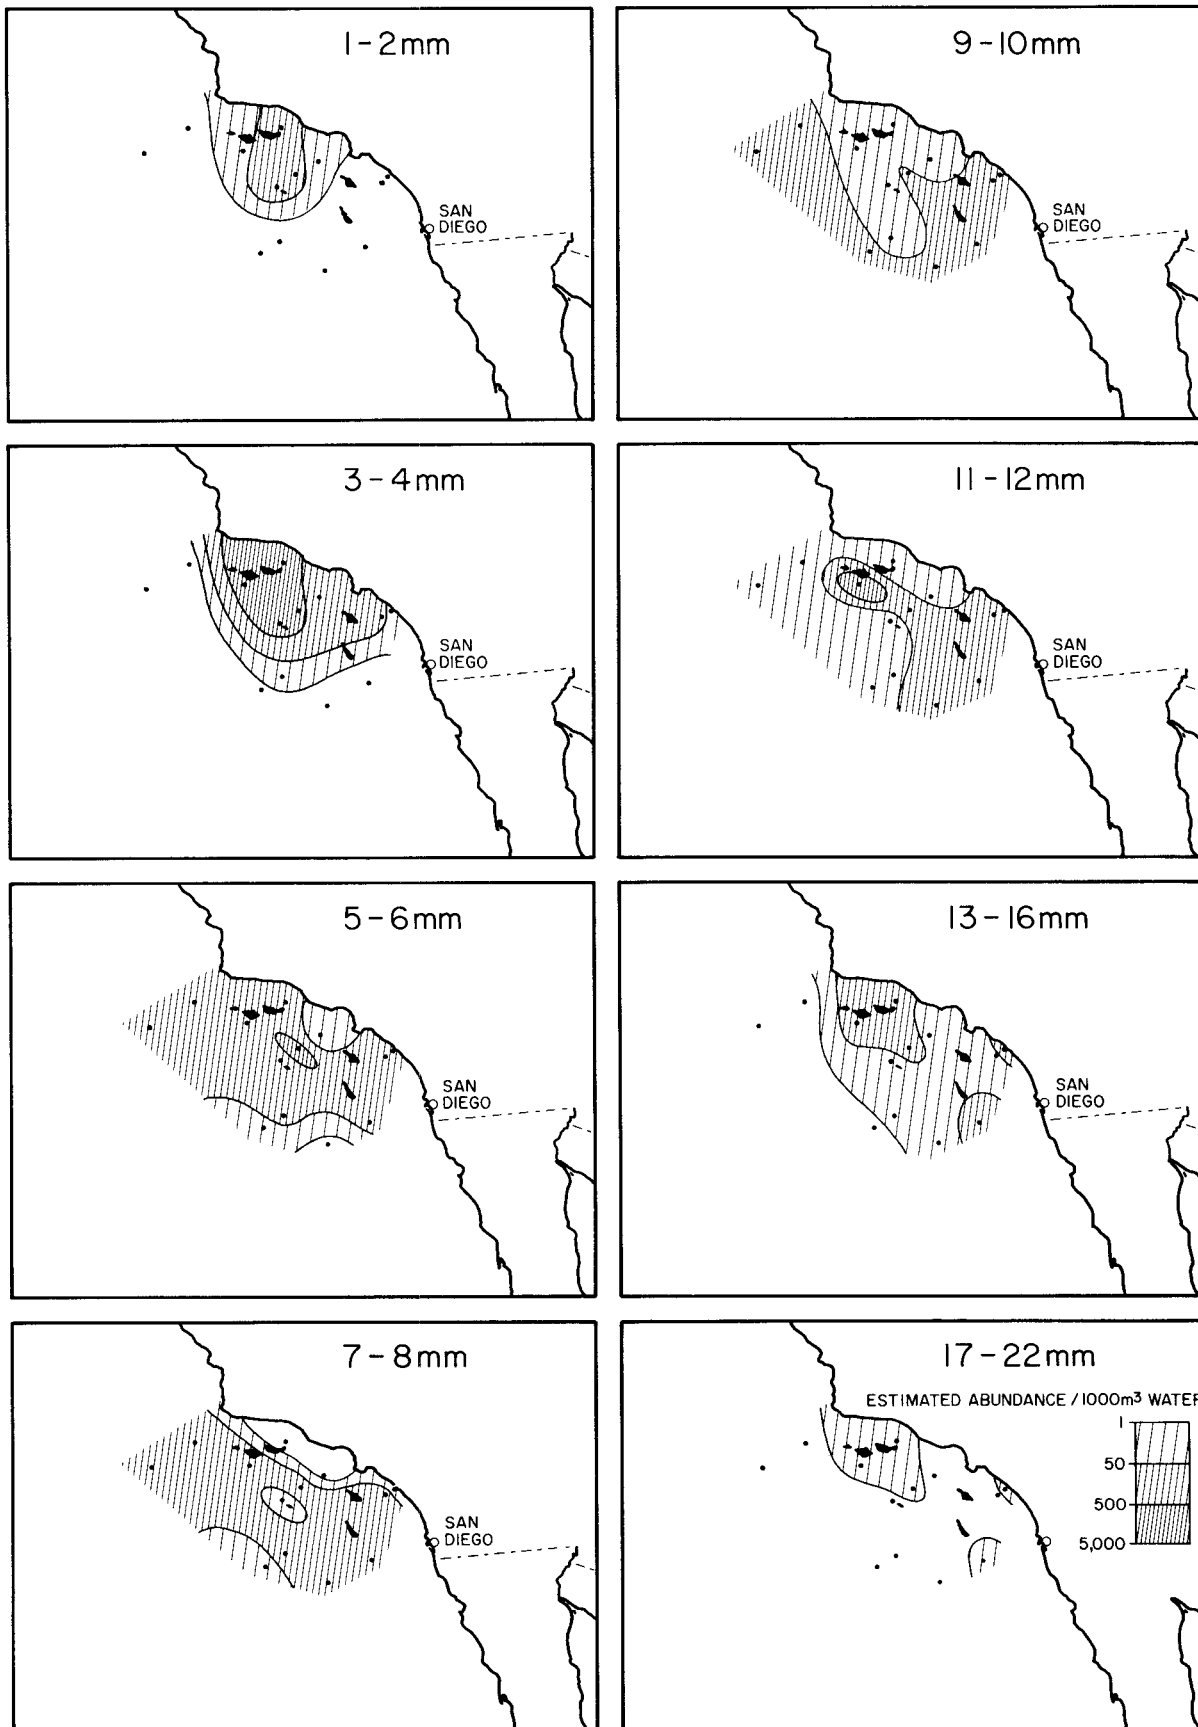 1-2mm
SAN
DIEGO
9-10mm
SAN
DIEGO
3-4mm
SAN
DIEGO
11-12mm
SAN
DIEGO
5-6mm
SAN
DIEGO
13-16mm
SAN
DIEGO
7-8mm
SAN
DIEGO
17-22mm
ESTIMATED ABUNDANCE / 1000m³ WATER
1
50
500
5,000